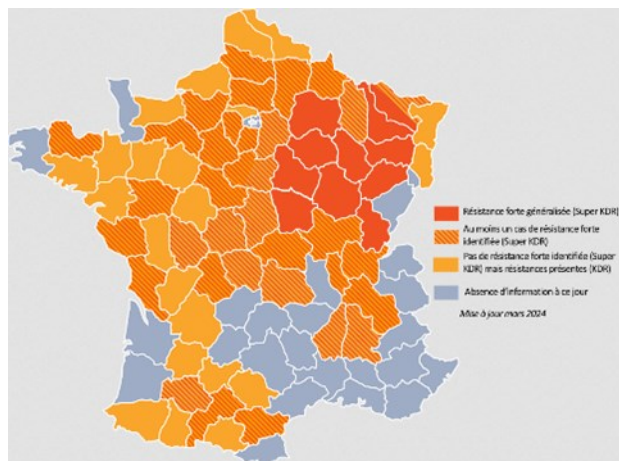 Résistance forte généralisée (Super KDR)
Au moins un cas de résistance forte
identifiée (Super KDR)
Pas de résistance forte identifiée (Super
KDR) mais résistances présentes (KDR)
Absence d'information à ce jour
Mise à jour mars 2024